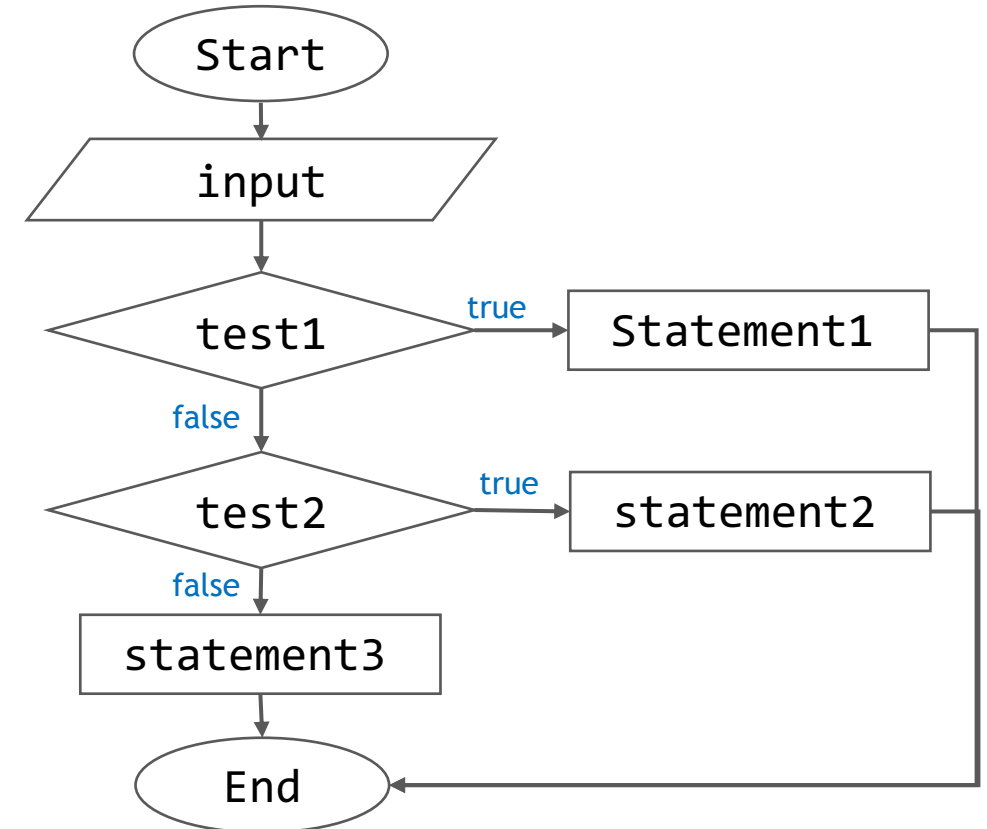 Start
input
test1
true
Statement1
false
test2
true
statement2
false
statement3
End